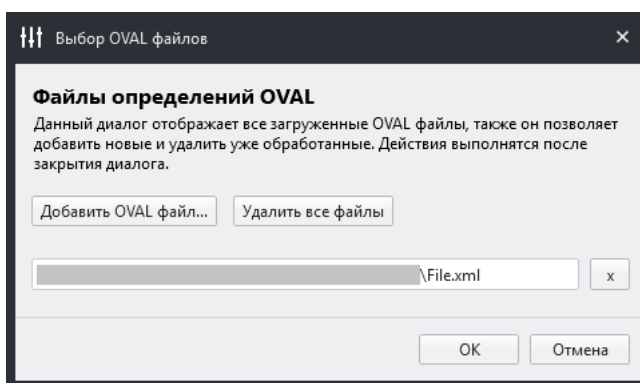 Выбор OVAL файлов
Файлы определений OVAL
Данный диалог отображает все загруженные OVAL файлы, также он позволяет
добавить новые и удалить уже обработанные. Действия выполнятся после
закрытия диалога.
Добавить OVAL файл... Удалить все файлы
\File.xml x
OK Отмена